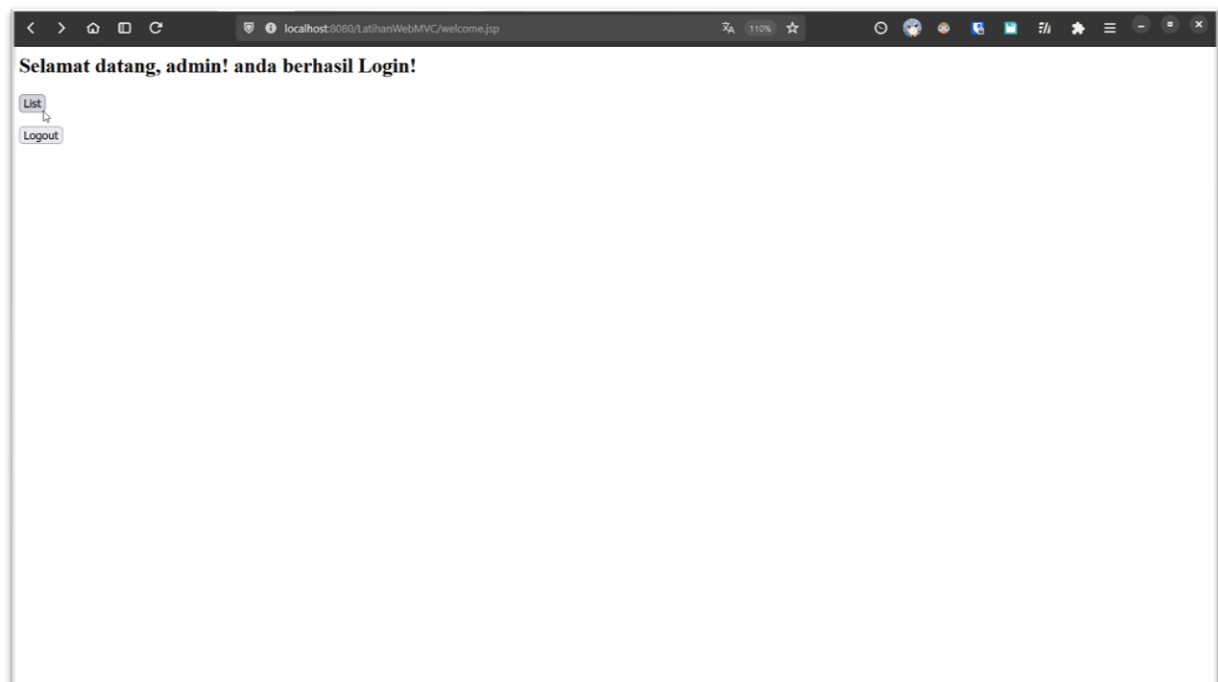 localhost:8080/LatihanWebMVC/welcome.jsp
110%
Selamat datang, admin! anda berhasil Login!
List
Logout